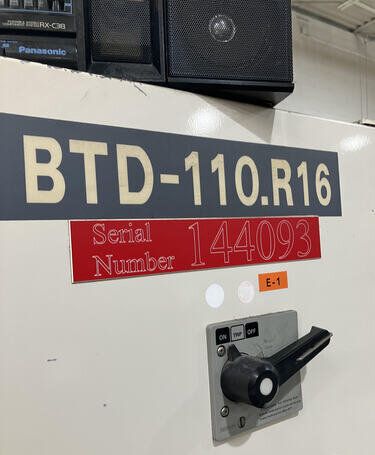 RX-C38
Panasonic
BTD-110.R16
Serial
Number
144093
E-1
ON
TRIP
OFF